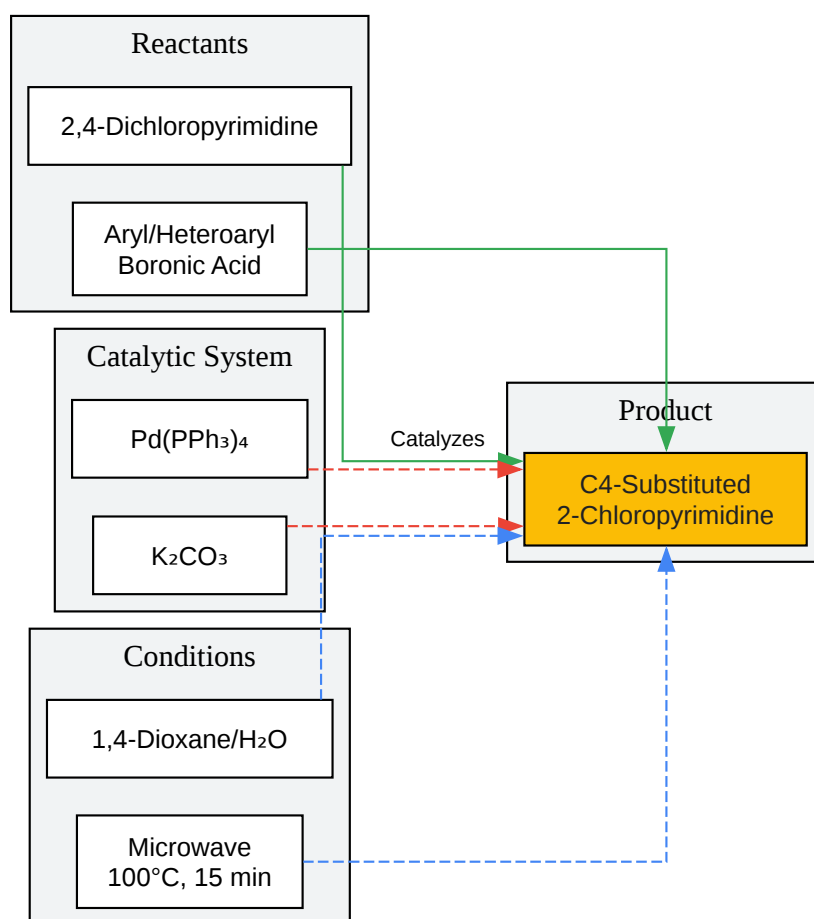 Reactants
2,4-Dichloropyrimidine
Aryl/Heteroaryl
Boronic Acid
Catalytic System
Pd(PPh₃)₄
K₂CO₃
Catalyzes
Product
C4-Substituted
2-Chloropyrimidine
Conditions
1,4-Dioxane/H₂O
Microwave
100°C, 15 min